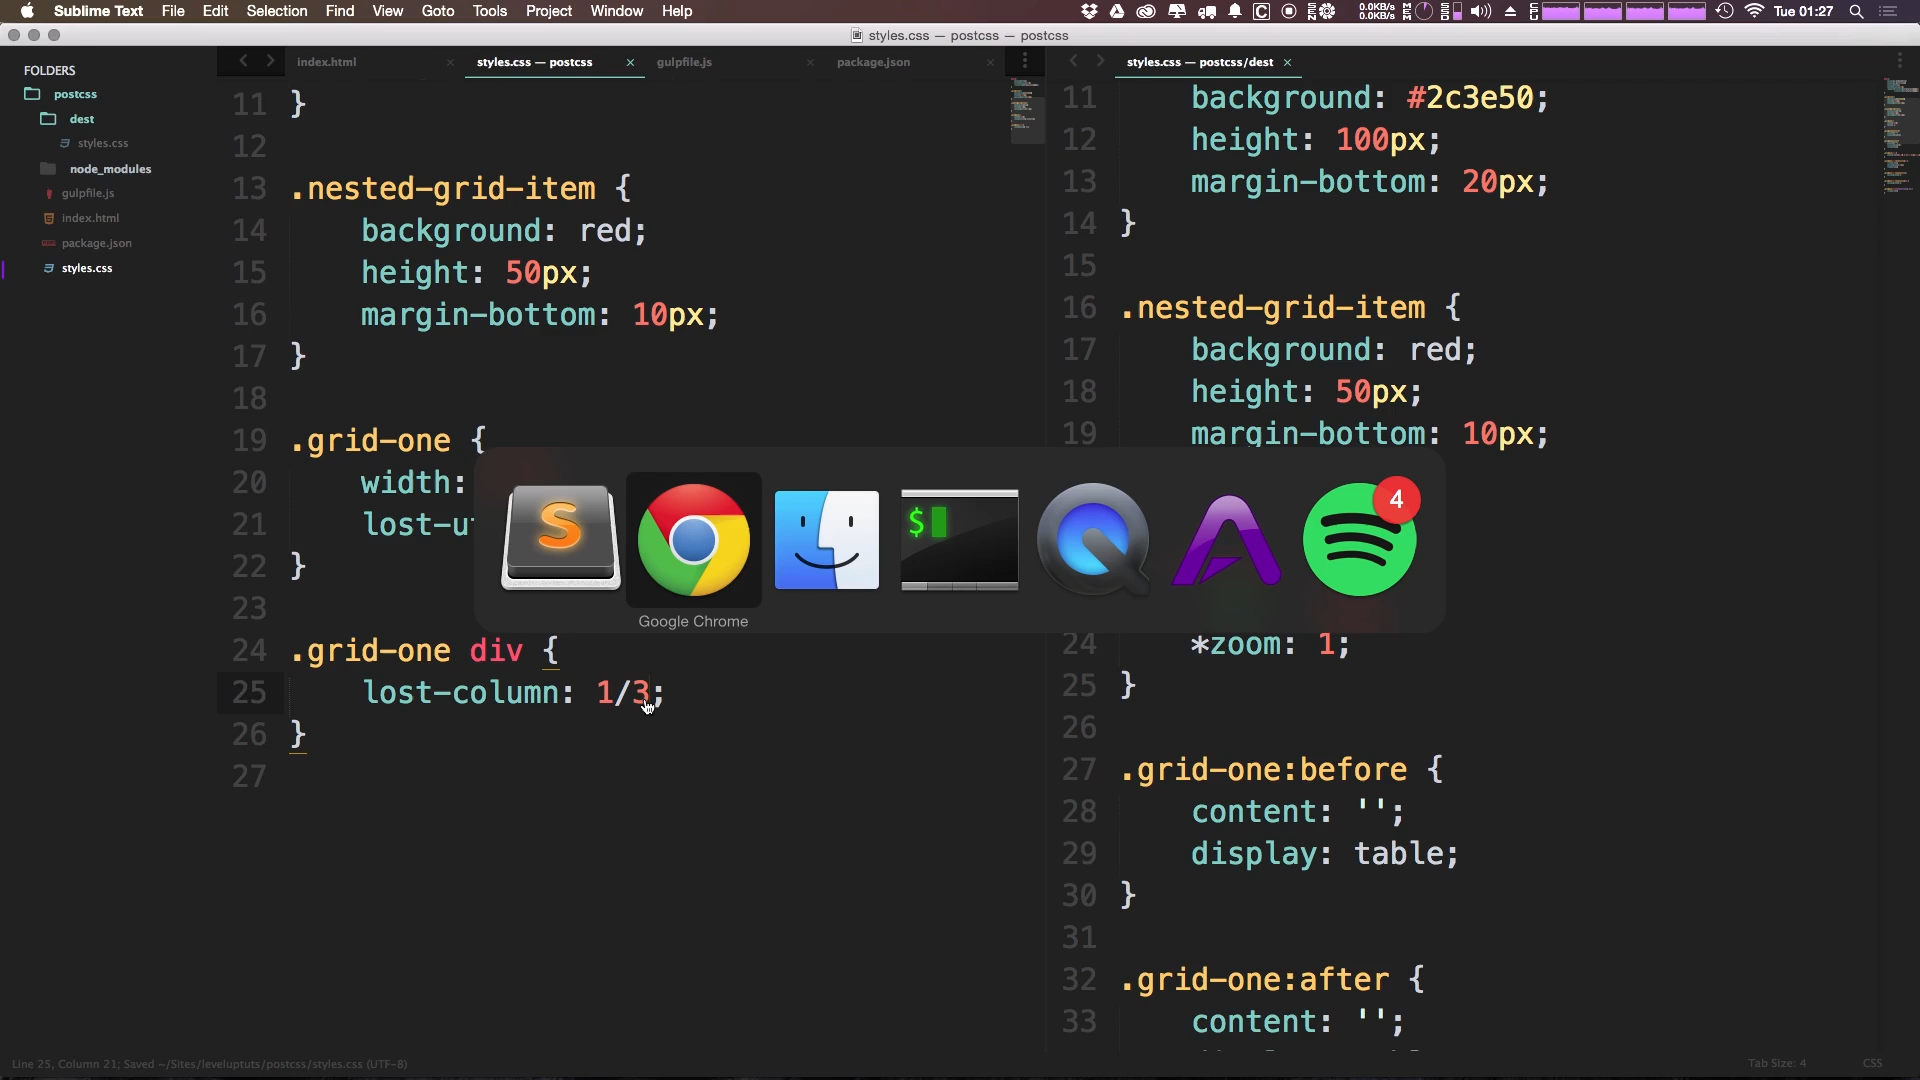 Sublime Text File Edit Selection Find View Goto Tools Project Window Help
0.0KB/s
0.0KB/s
Tue 01:27
styles.css — postcss — postcss
FOLDERS
postcss
dest
styles.css
node_modules
gulpfile.js
index.html
package.json
styles.css
index.html
styles.css — postcss
gulpfile.js
package.json
11 }
12
13 .nested-grid-item {
14 background: red;
15 height: 50px;
16 margin-bottom: 10px;
17 }
18
19 .grid-one {
20 width:
21
22 }
23
24 .grid-one div {
25 lost-column: 1/3;
26 }
27
styles.css — postcss/dest
11 background: #2c3e50;
12 height: 100px;
13 margin-bottom: 20px;
14 }
15
16 .nested-grid-item {
17 background: red;
18 height: 50px;
19 margin-bottom: 10px;
24 *zoom: 1;
25 }
26
27 .grid-one:before {
28 content: '';
29 display: table;
30 }
31
32 .grid-one:after {
33 content: '';
S
$
4
Google Chrome
Line 25, Column 21; Saved ~/Sites/leveluptuts/postcss/styles.css (UTF-8)
Tab Size: 4
CSS